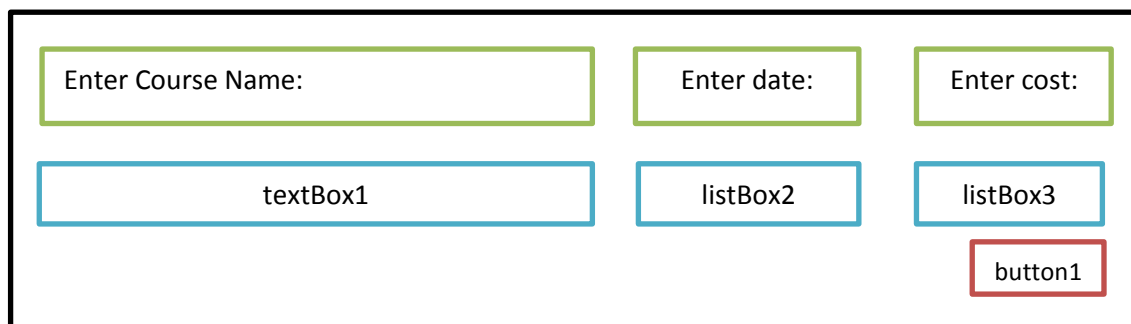 Enter Course Name:
Enter date:
Enter cost:
textBox1
listBox2
listBox3
button1